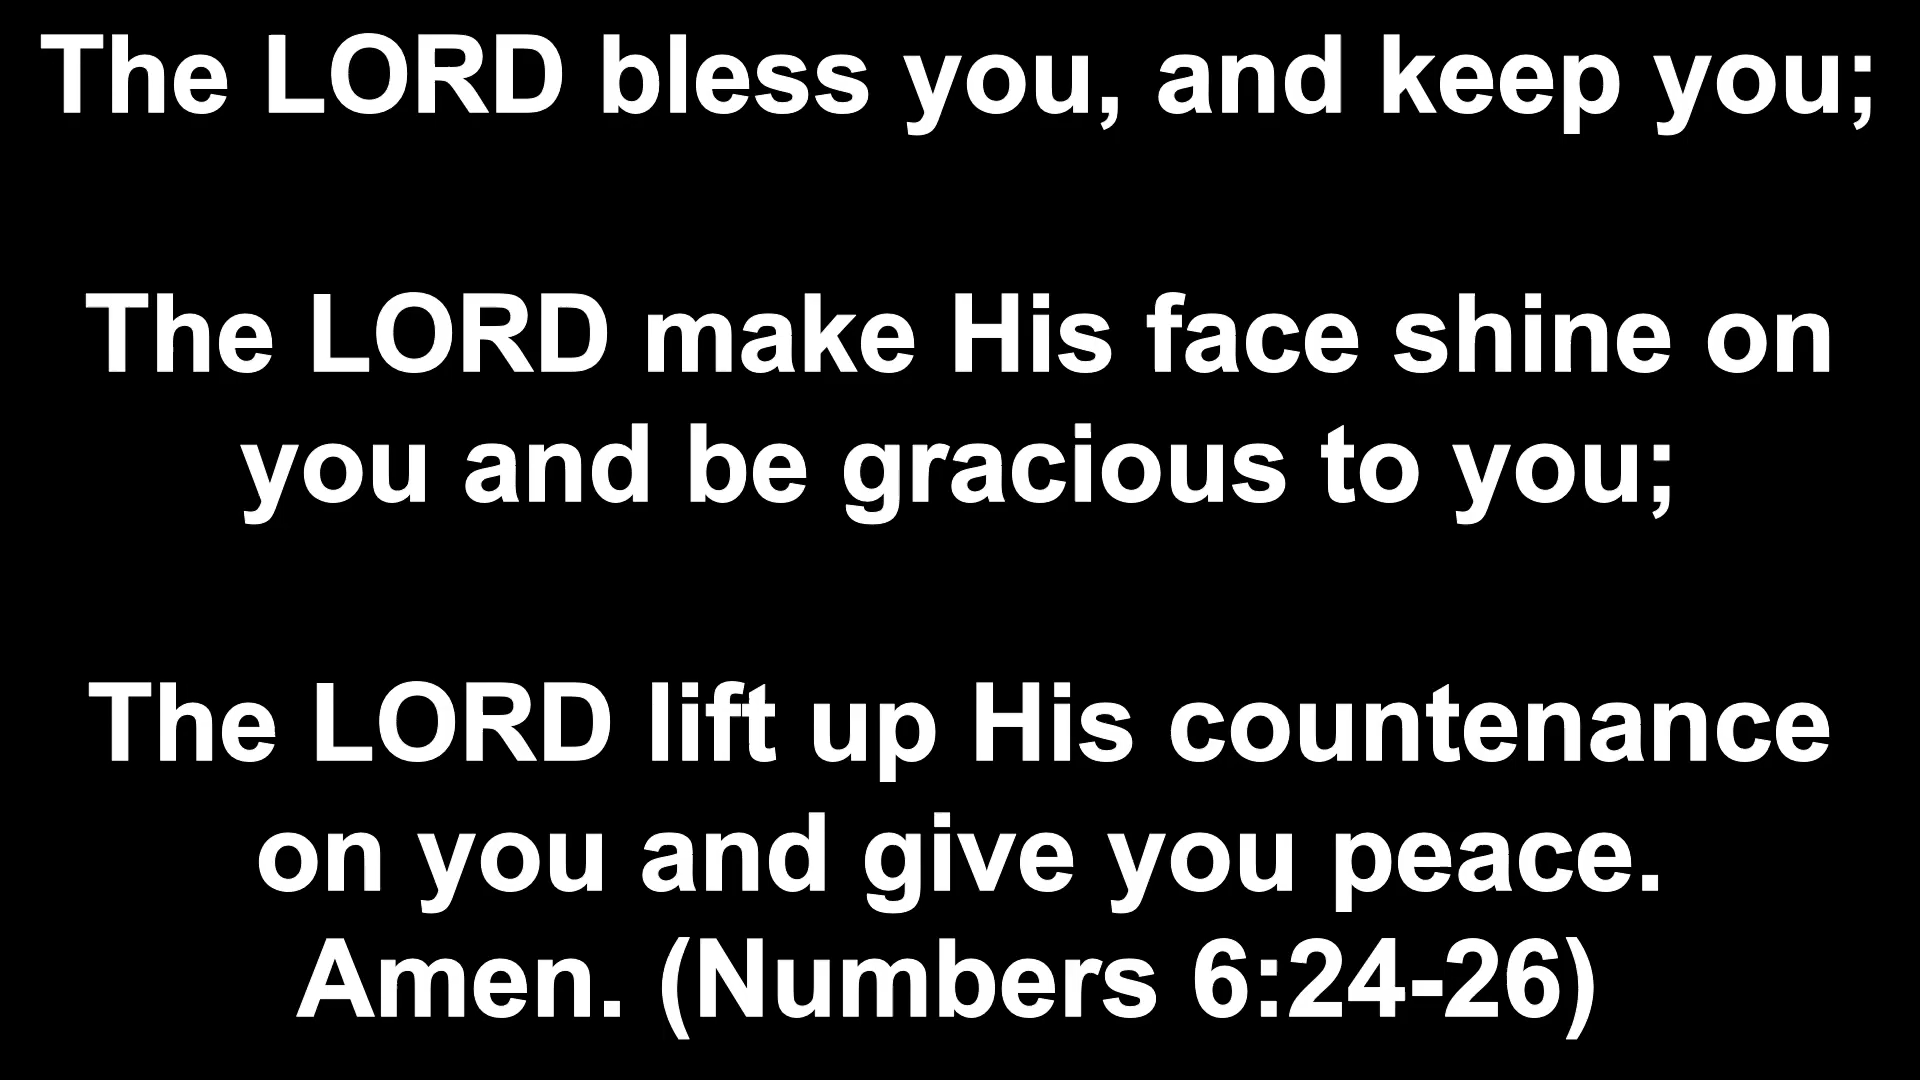 The LORD bless you, and keep you;
The LORD make His face shine on
you and be gracious to you;
The LORD lift up His countenance
on you and give you peace.
Amen. (Numbers 6:24-26)